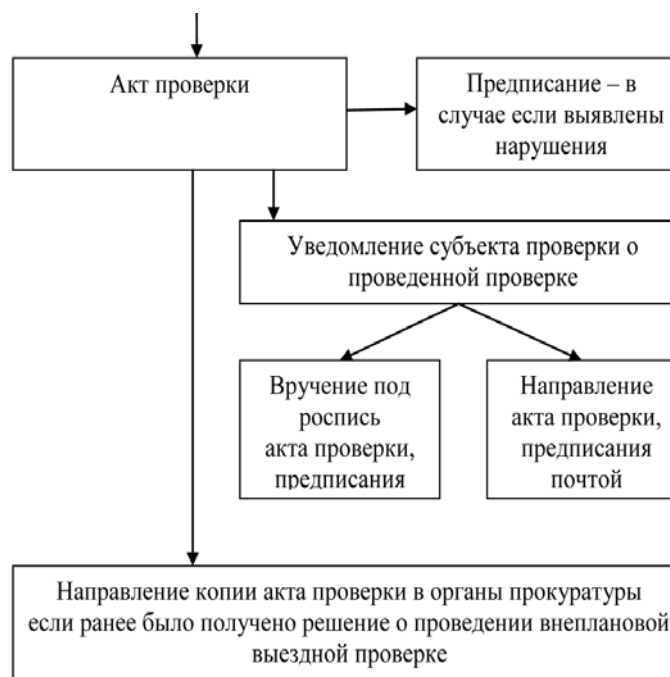 Акт проверки
Предписание – в
случае если выявлены
нарушения
Уведомление субъекта проверки о
проведенной проверке
Вручение под
роспись
акта проверки,
предписания
Направление
акта проверки,
предписания
почтой
Направление копии акта проверки в органы прокуратуры
если ранее было получено решение о проведении внеплановой
выездной проверке